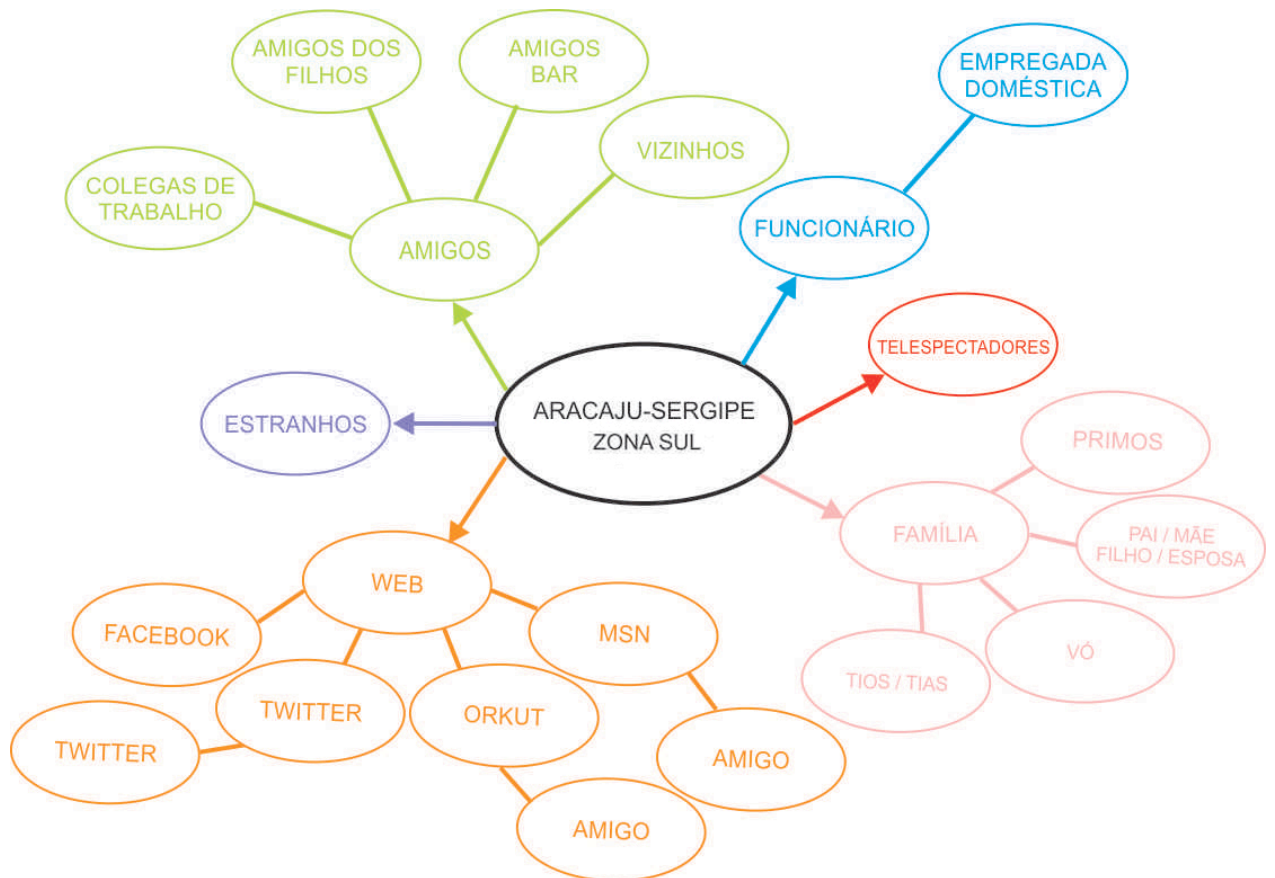 AMIGOS DOS
FILHOS
AMIGOS
BAR
EMPREGADA
DOMÉSTICA
VIZINHOS
COLEGAS DE
TRABALHO
AMIGOS
FUNCIONÁRIO
TELESPECTADORES
ESTRANHOS
ARACAJU-SERGIPE
ZONA SUL
PRIMOS
FAMÍLIA
PAI / MÃE
FILHO / ESPOSA
VÓ
TIOS / TIAS
WEB
FACEBOOK
MSN
TWITTER
ORKUT
TWITTER
AMIGO
AMIGO